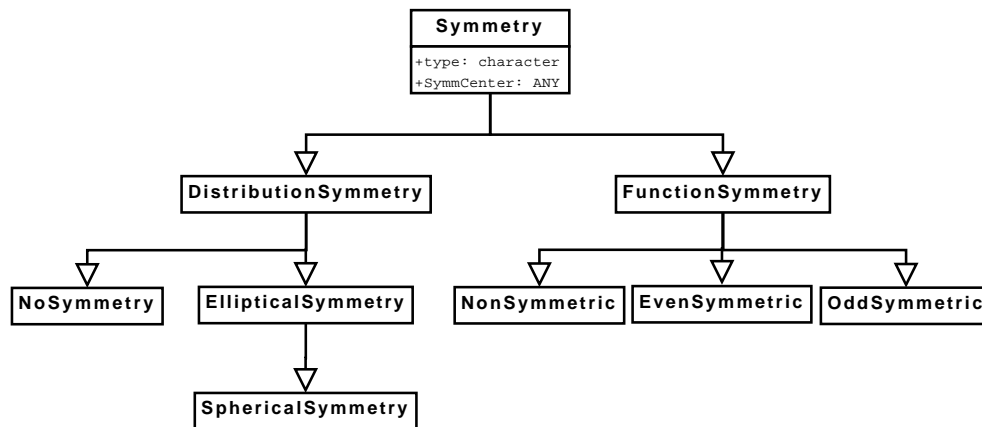 Symmetry
+type: character
+SymmCenter: ANY
DistributionSymmetry
FunctionSymmetry
NoSymmetry
EllipticalSymmetry
NonSymmetric
EvenSymmetric
OddSymmetric
SphericalSymmetry